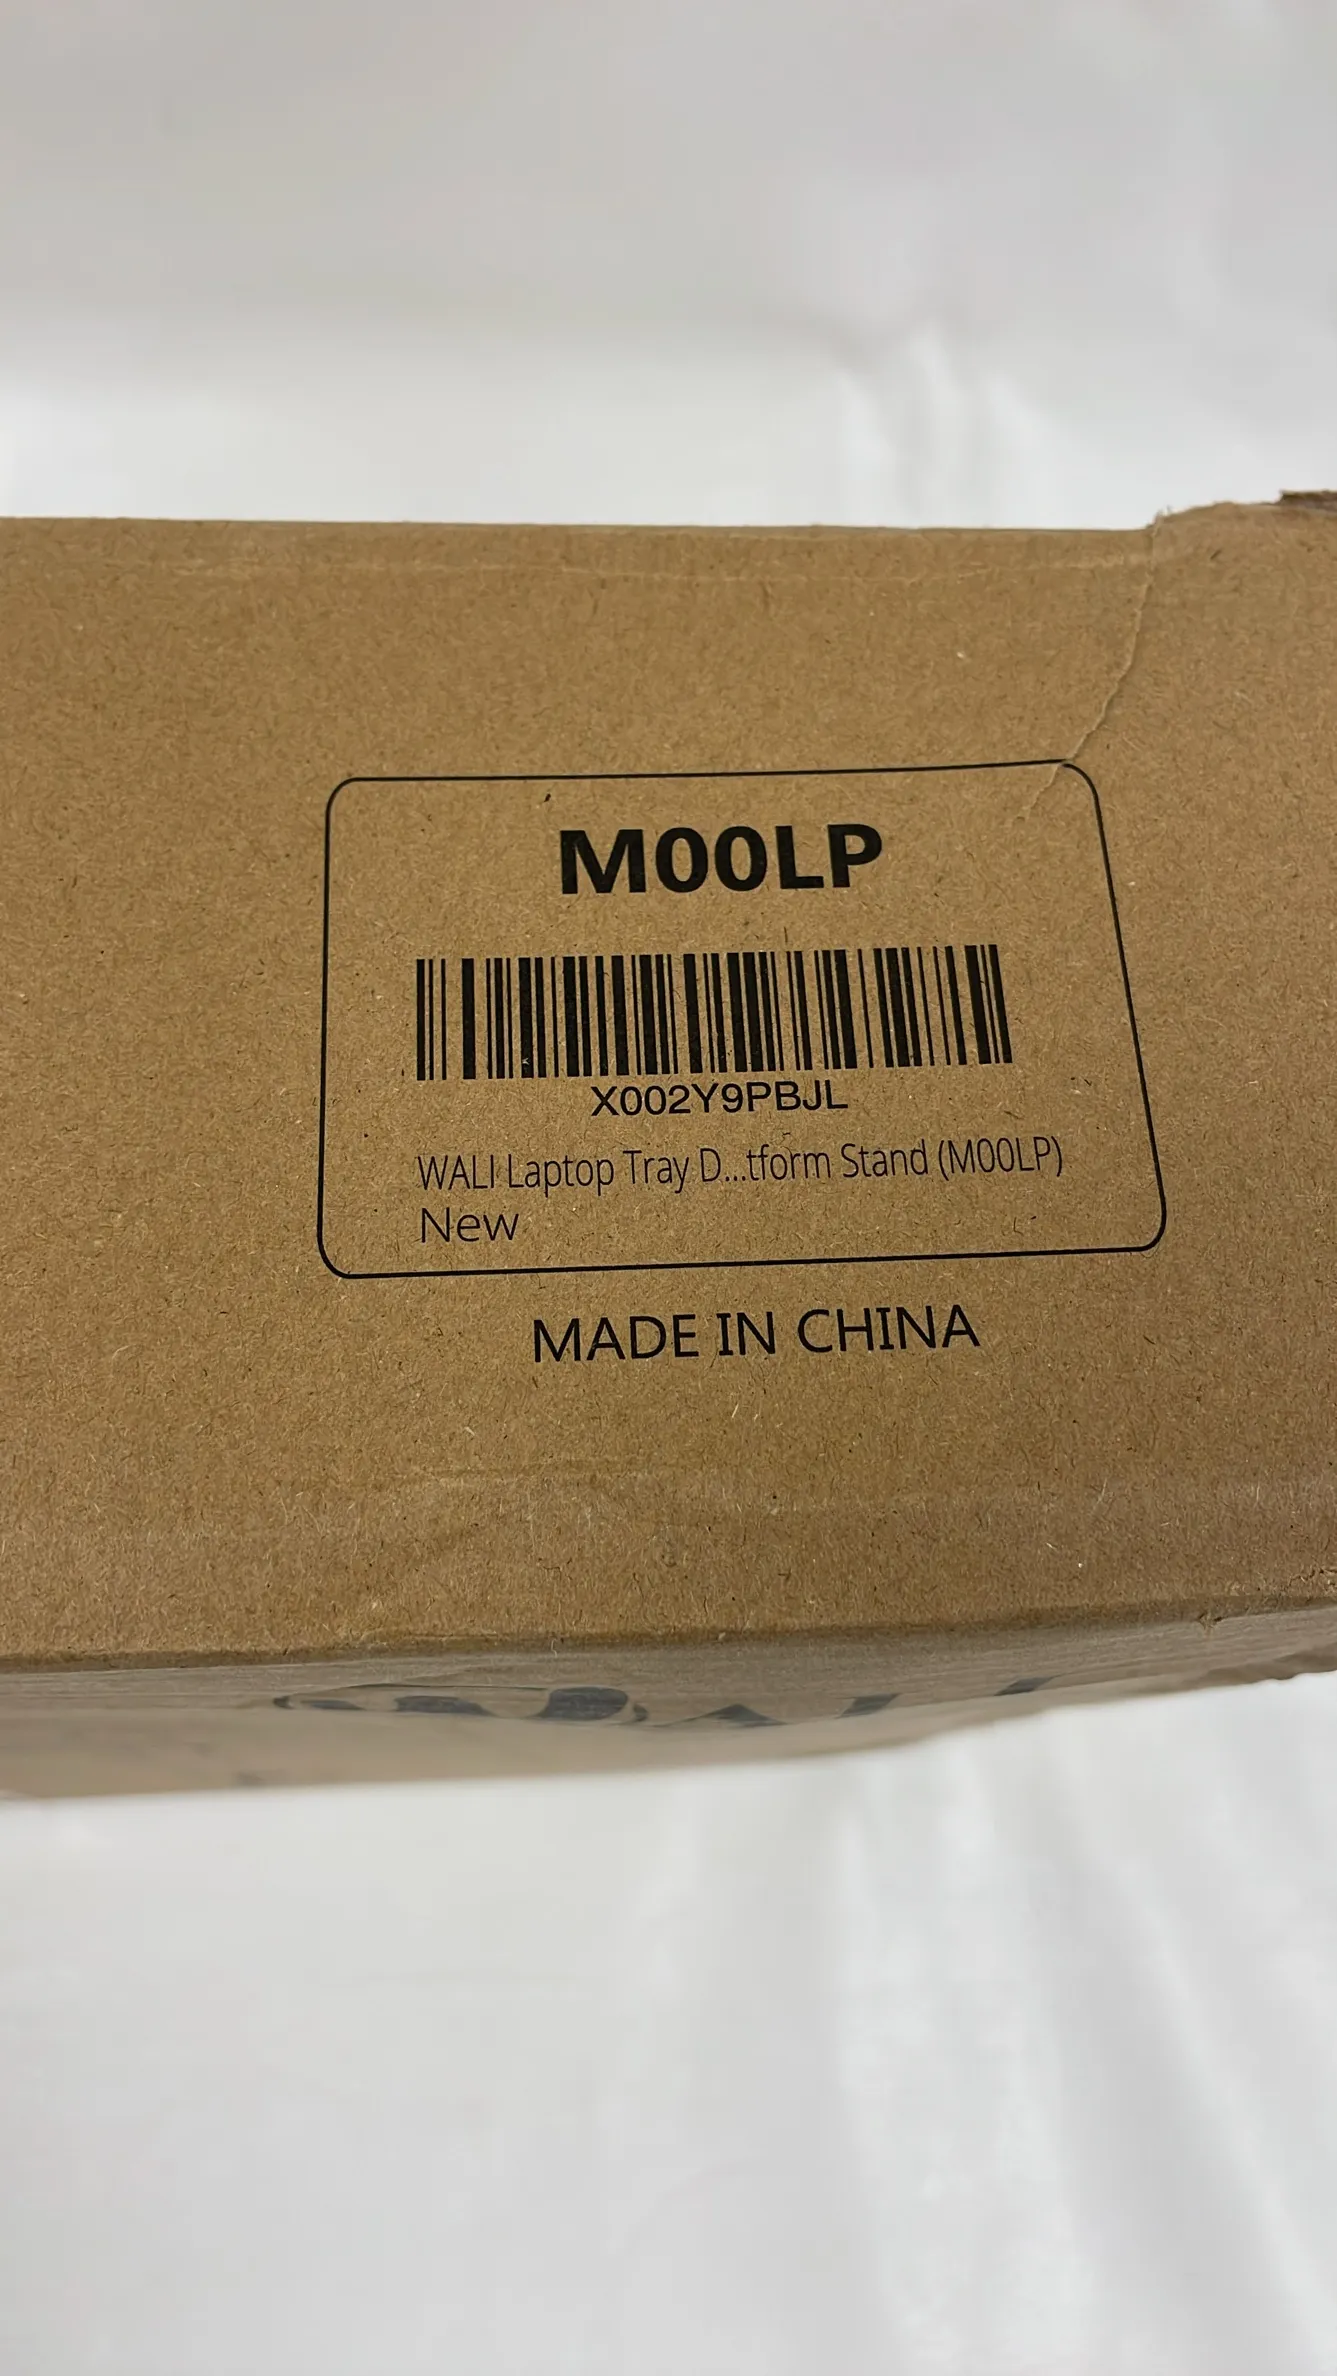 M00LP
X002Y9PBJL
WALI Laptop Tray D...tform Stand (M00LP)
New
MADE IN CHINA